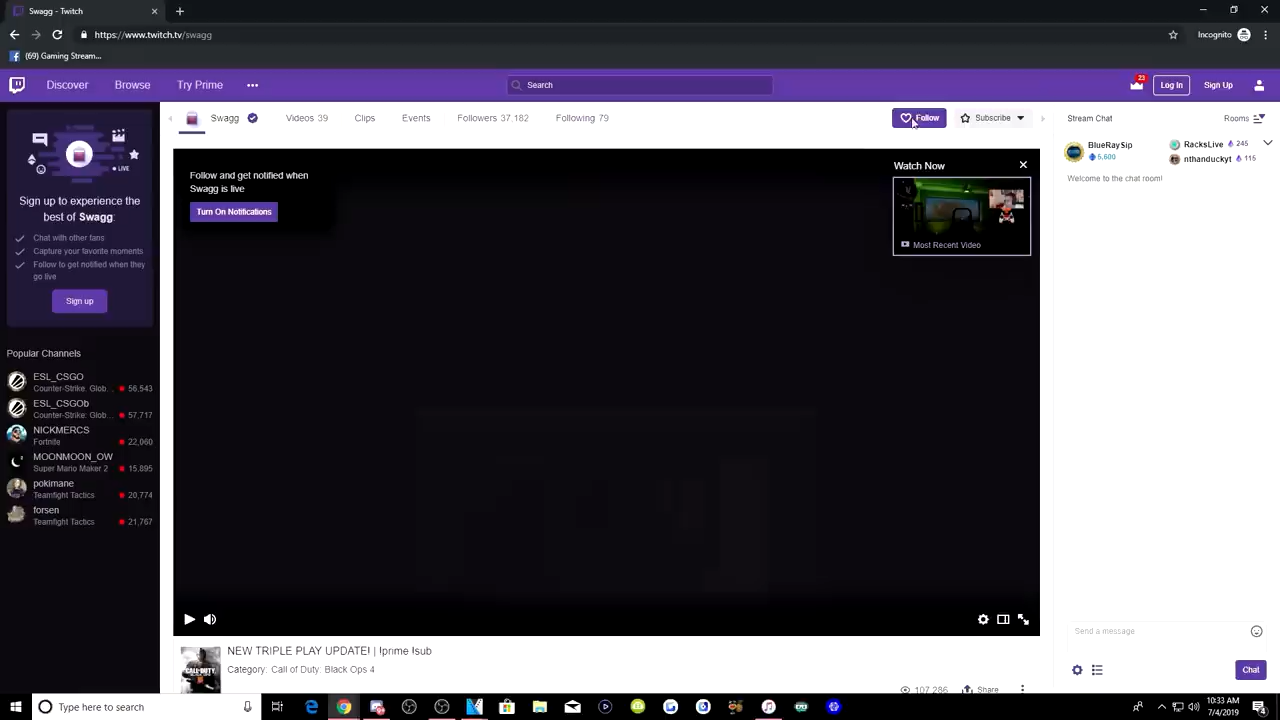 Swagg - Twitch
https://www.twitch.tv/swagg
Incognito
(69) Gaming Stream...
Discover
Browse
Try Prime
Search
23
Log In
Sign Up
Swagg
Videos 39
Clips
Events
Followers 37,182
Following 79
Follow
Subscribe
Stream Chat
Rooms
LIVE
Sign up to experience the
best of Swagg:
Chat with other fans
Capture your favorite moments
Follow to get notified when they
go live
Sign up
Popular Channels
ESL_CSGO
Counter-Strike: Glob... 56,543
ESL_CSGOb
Counter-Strike: Glob... 57,717
NICKMERCS
Fortnite 22,060
MOONMOON_OW
Super Mario Maker 2 15,895
pokimane
Teamfight Tactics 20,774
forsen
Teamfight Tactics 21,767
Follow and get notified when
Swagg is live
Turn On Notifications
Watch Now
Most Recent Video
BlueRaySip
5,600
RacksLive 245
nthanduckyt 115
Welcome to the chat room!
Send a message
Chat
CALL·DUTY
NEW TRIPLE PLAY UPDATE! | !prime !sub
Category: Call of Duty: Black Ops 4
107,286
Share
Type here to search
10:33 AM
7/4/2019
4